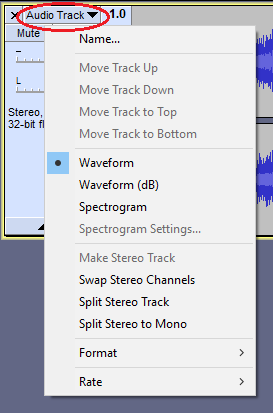 Audio Track 1.0
Mute
Name...
Move Track Up
Move Track Down
Move Track to Top
Move Track to Bottom
L
Stereo,
32-bit fl
Waveform
Waveform (dB)
Spectrogram
Spectrogram Settings...
Make Stereo Track
Swap Stereo Channels
Split Stereo Track
Split Stereo to Mono
Format
Rate